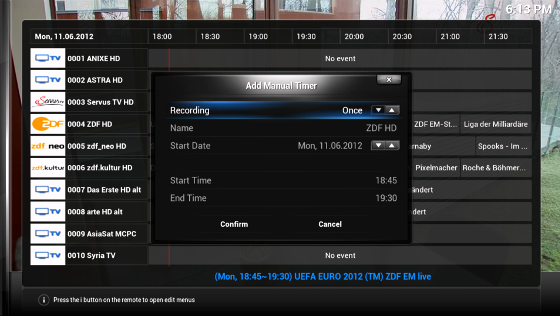 6:13 PM
Mon, 11.06.2012 18:00 18:30 19:00 19:30 20:00 20:30 21:00 21:30
TV 0001 ANIXE HD No event
TV 0002 ASTRA HD
Servus TV 0003 Servus TV HD
ZDF 0004 ZDF HD ZDF EM-St... Liga der Milliardäre
zdf neo 0005 zdf_neo HD rnaby Spooks - Im ...
zdf.kultur 0006 zdf.kultur HD Pixelmacher Roche & Böhmer...
TV 0007 Das Erste HD alt ändert
TV 0008 arte HD alt dert
TV 0009 AsiaSat MCPC
TV 0010 Syria TV No event
Add Manual Timer
Recording Once
Name ZDF HD
Start Date Mon, 11.06.2012
Start Time 18:45
End Time 19:30
Confirm Cancel
(Mon, 18:45~19:30) UEFA EURO 2012 (TM) ZDF EM live
i Press the i button on the remote to open edit menus